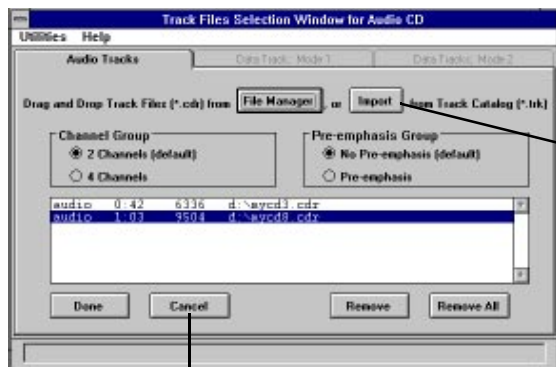 Track Files Selection Window for Audio CD
Utilities Help
Audio Tracks Data Track, Mode 1 Data Tracks, Mode 2
Drag and Drop Track Files (*.cdr) from File Manager, or Import from Track Catalog (*.trk)
Channel Group Pre-emphasis Group
2 Channels (default) No Pre-emphasis (default)
4 Channels Pre-emphasis
audio 0:42 6336 d:\mycd3.cdr
audio 1:03 9504 d:\mycd8.cdr
Done Cancel Remove Remove All